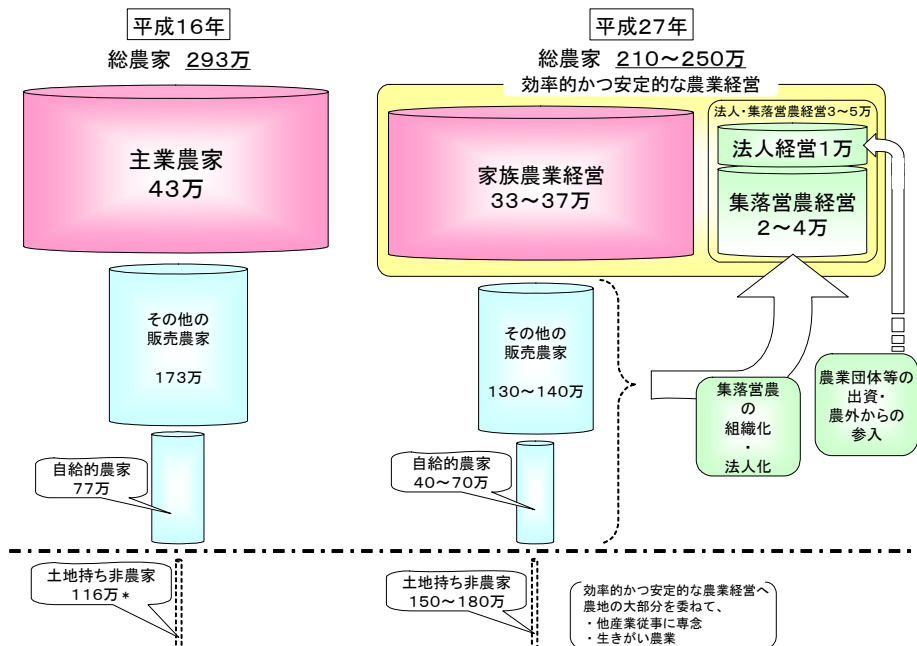 平成16年
総農家 293万
主業農家
43万
その他の
販売農家
173万
自給的農家
77万
土地持ち非農家
116万*
平成27年
総農家 210～250万
効率的かつ安定的な農業経営
家族農業経営
33～37万
法人・集落営農経営3～5万
法人経営1万
集落営農経営
2～4万
その他の
販売農家
130～140万
自給的農家
40～70万
集落営農
の
組織化
・
法人化
農業団体等の
出資・
農外からの
参入
土地持ち非農家
150～180万
効率的かつ安定的な農業経営へ
農地の大部分を委ねて、
・他産業従事に専念
・生きがい農業